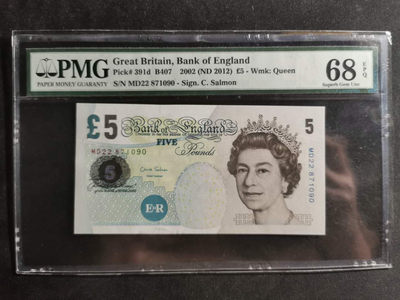 PMG
PAPER MONEY GUARANTY
Great Britain, Bank of England
Pick# 391d B407 2002 (ND 2012) £5 - Wmk: Queen
S/N MD22 871090 - Sign. C. Salmon
68 EPQ
Superb Gem Unc
£5
Bank of England
5
MD22 871090
FIVE
Pounds
5
E R
MD22 871090